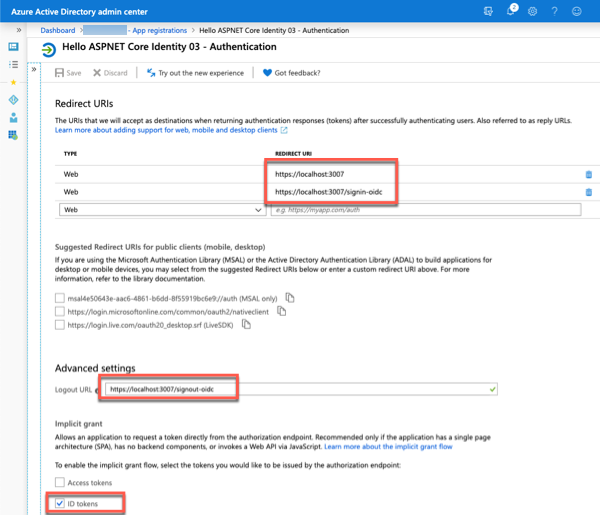 Azure Active Directory admin center
2
Dashboard > - App registrations > Hello ASPNET Core Identity 03 - Authentication
Hello ASPNET Core Identity 03 - Authentication
Save Discard Try out the new experience Got feedback?
Redirect URIs
The URIs that we will accept as destinations when returning authentication responses (tokens) after successfully authenticating users. Also referred to as reply URLs.
Learn more about adding support for web, mobile and desktop clients
TYPE REDIRECT URI
Web https://localhost:3007
Web https://localhost:3007/signin-oidc
Web e.g. https://myapp.com/auth
Suggested Redirect URIs for public clients (mobile, desktop)
If you are using the Microsoft Authentication Library (MSAL) or the Active Directory Authentication Library (ADAL) to build applications for
desktop or mobile devices, you may select from the suggested Redirect URIs below or enter a custom redirect URI above. For more
information, refer to the library documentation.
msal4e50643e-aac6-4861-b6dd-8f55919bc6e9://auth (MSAL only)
https://login.microsoftonline.com/common/oauth2/nativeclient
https://login.live.com/oauth20_desktop.srf (LiveSDK)
Advanced settings
Logout URL https://localhost:3007/signout-oidc
Implicit grant
Allows an application to request a token directly from the authorization endpoint. Recommended only if the application has a single page
architecture (SPA), has no backend components, or invokes a Web API via JavaScript. Learn more about the implicit grant flow
To enable the implicit grant flow, select the tokens you would like to be issued by the authorization endpoint:
Access tokens
ID tokens